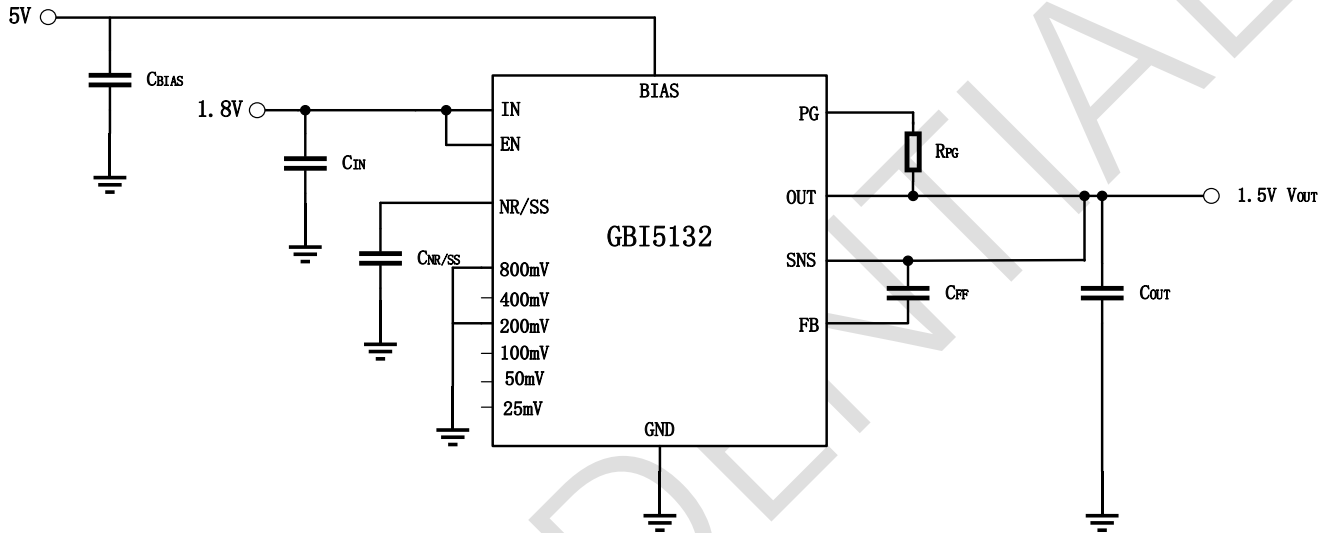 5V
CBIAS
BIAS
1.8V
IN
PG
EN
CIN
RPG
NR/SS
OUT
1.5V VOUT
GBI5132
CNR/SS
SNS
800mV
400mV
CFF
COUT
200mV
FB
100mV
50mV
25mV
GND